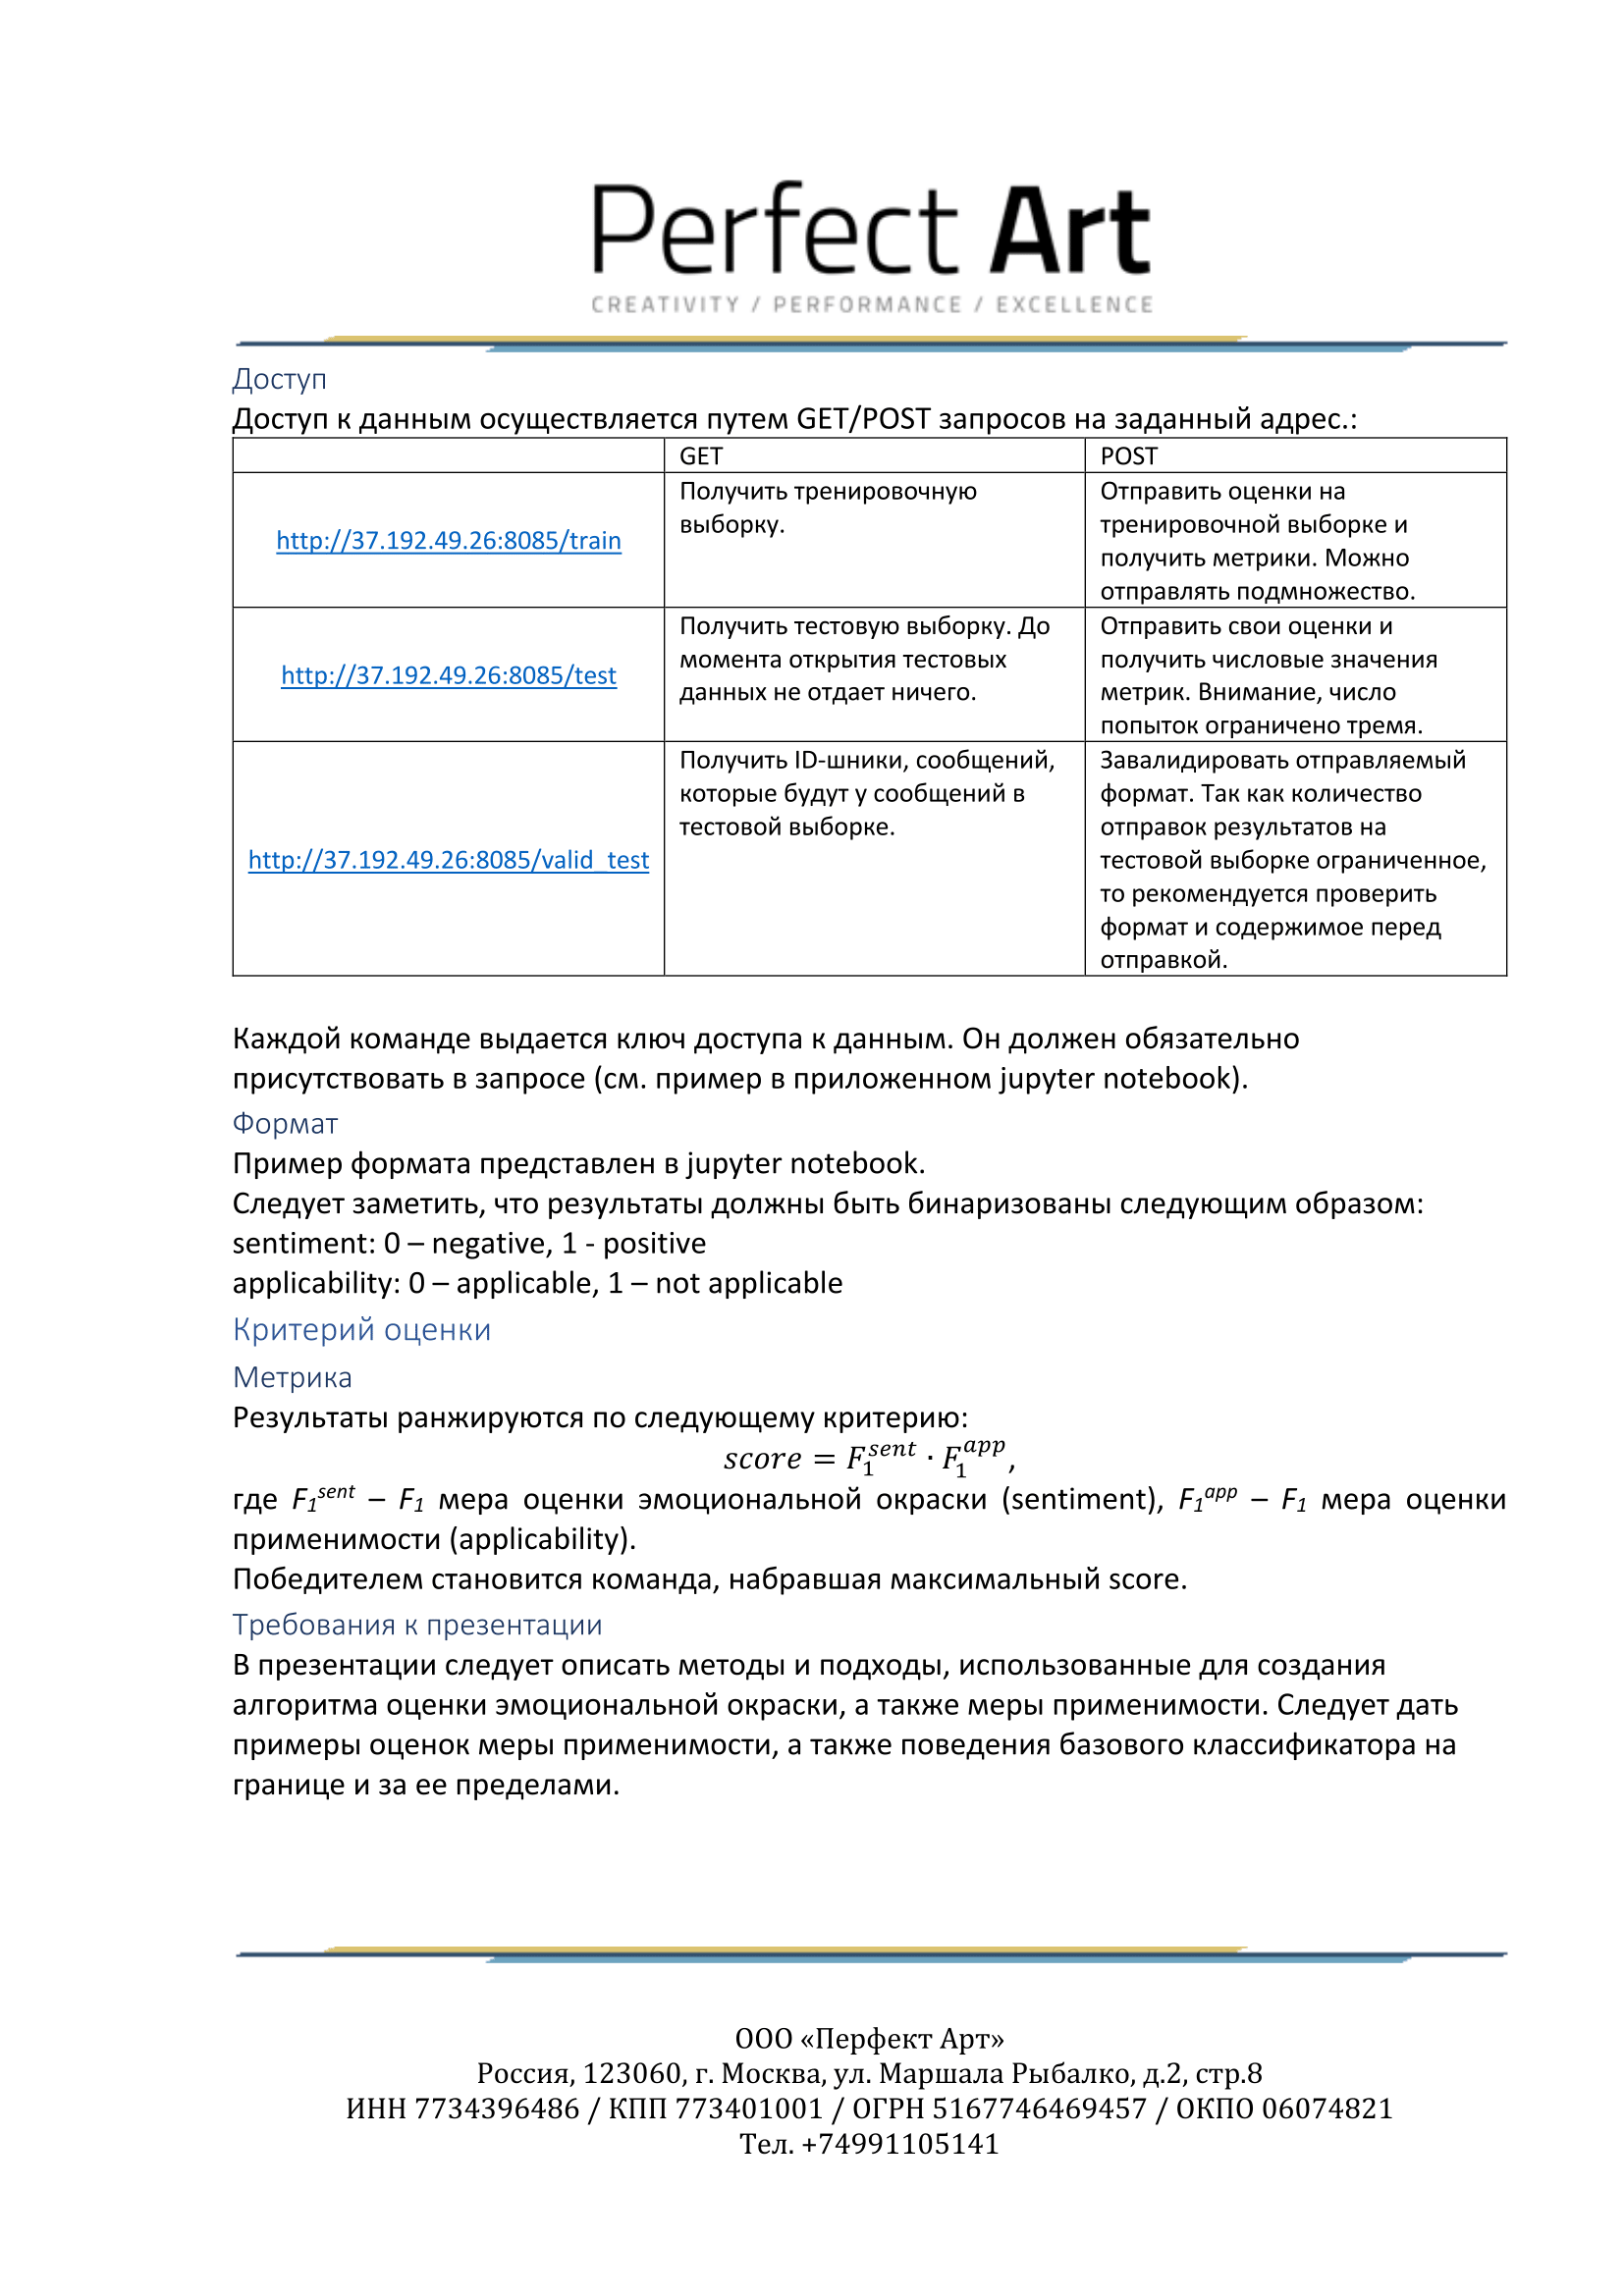 Perfect Art
CREATIVITY / PERFORMANCE / EXCELLENCE
Доступ
Доступ к данным осуществляется путем GET/POST запросов на заданный адрес.:
GET
POST
http://37.192.49.26:8085/train
Получить тренировочную
выборку.
Отправить оценки на
тренировочной выборке и
получить метрики. Можно
отправлять подмножество.
http://37.192.49.26:8085/test
Получить тестовую выборку. До
момента открытия тестовых
данных не отдает ничего.
Отправить свои оценки и
получить числовые значения
метрик. Внимание, число
попыток ограничено тремя.
http://37.192.49.26:8085/valid_test
Получить ID-шники, сообщений,
которые будут у сообщений в
тестовой выборке.
Завалидировать отправляемый
формат. Так как количество
отправок результатов на
тестовой выборке ограниченное,
то рекомендуется проверить
формат и содержимое перед
отправкой.
Каждой команде выдается ключ доступа к данным. Он должен обязательно
присутствовать в запросе (см. пример в приложенном jupyter notebook).
Формат
Пример формата представлен в jupyter notebook.
Следует заметить, что результаты должны быть бинаризованы следующим образом:
sentiment: 0 – negative, 1 - positive
applicability: 0 – applicable, 1 – not applicable
Критерий оценки
Метрика
Результаты ранжируются по следующему критерию:
score = F₁^sent · F₁^app,
где F₁^sent – F₁ мера оценки эмоциональной окраски (sentiment), F₁^app – F₁ мера оценки
применимости (applicability).
Победителем становится команда, набравшая максимальный score.
Требования к презентации
В презентации следует описать методы и подходы, использованные для создания
алгоритма оценки эмоциональной окраски, а также меры применимости. Следует дать
примеры оценок меры применимости, а также поведения базового классификатора на
границе и за ее пределами.
ООО «Перфект Арт»
Россия, 123060, г. Москва, ул. Маршала Рыбалко, д.2, стр.8
ИНН 7734396486 / КПП 773401001 / ОГРН 5167746469457 / ОКПО 06074821
Тел. +74991105141